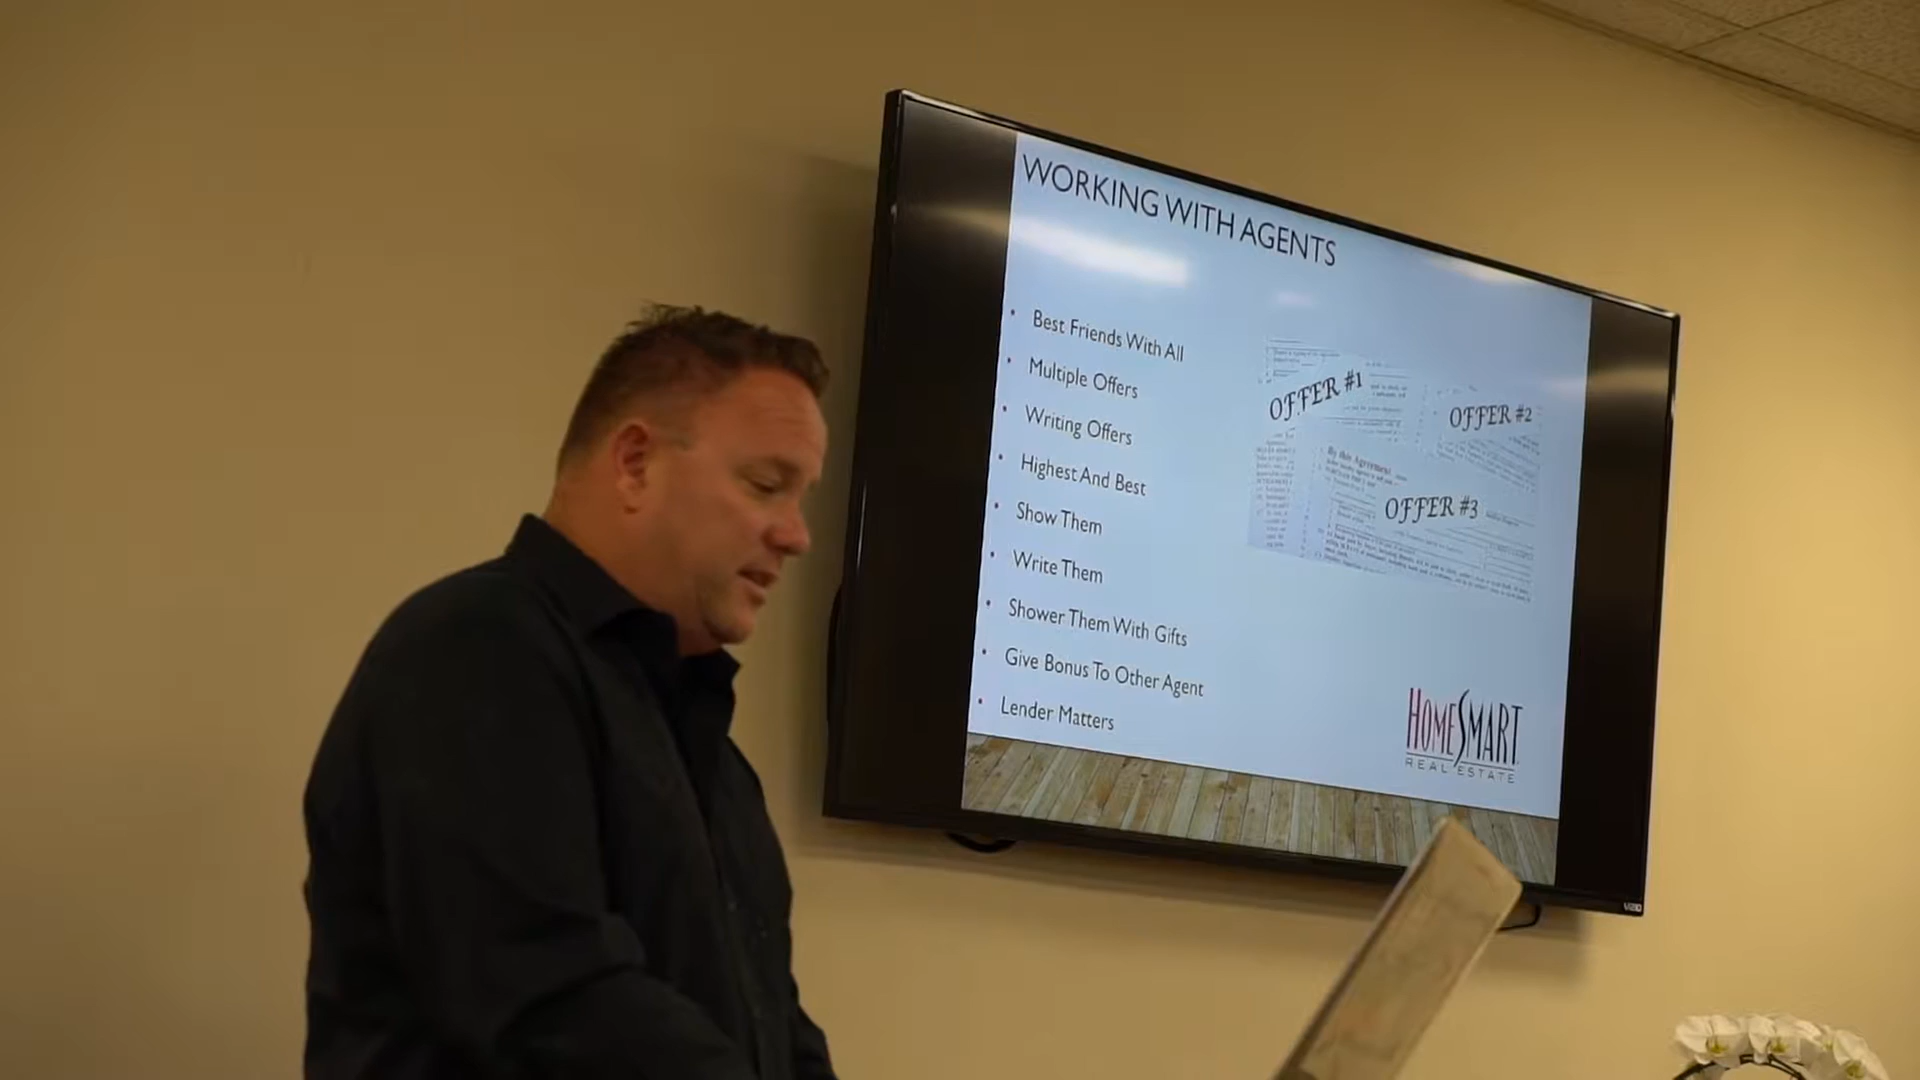 WORKING WITH AGENTS
• Best Friends With All
• Multiple Offers
• Writing Offers
• Highest And Best
• Show Them
• Write Them
• Shower Them With Gifts
• Give Bonus To Other Agent
• Lender Matters
OFFER #1
OFFER #2
By this Agreement
OFFER #3
HOMESMART
REAL ESTATE
VIZIO